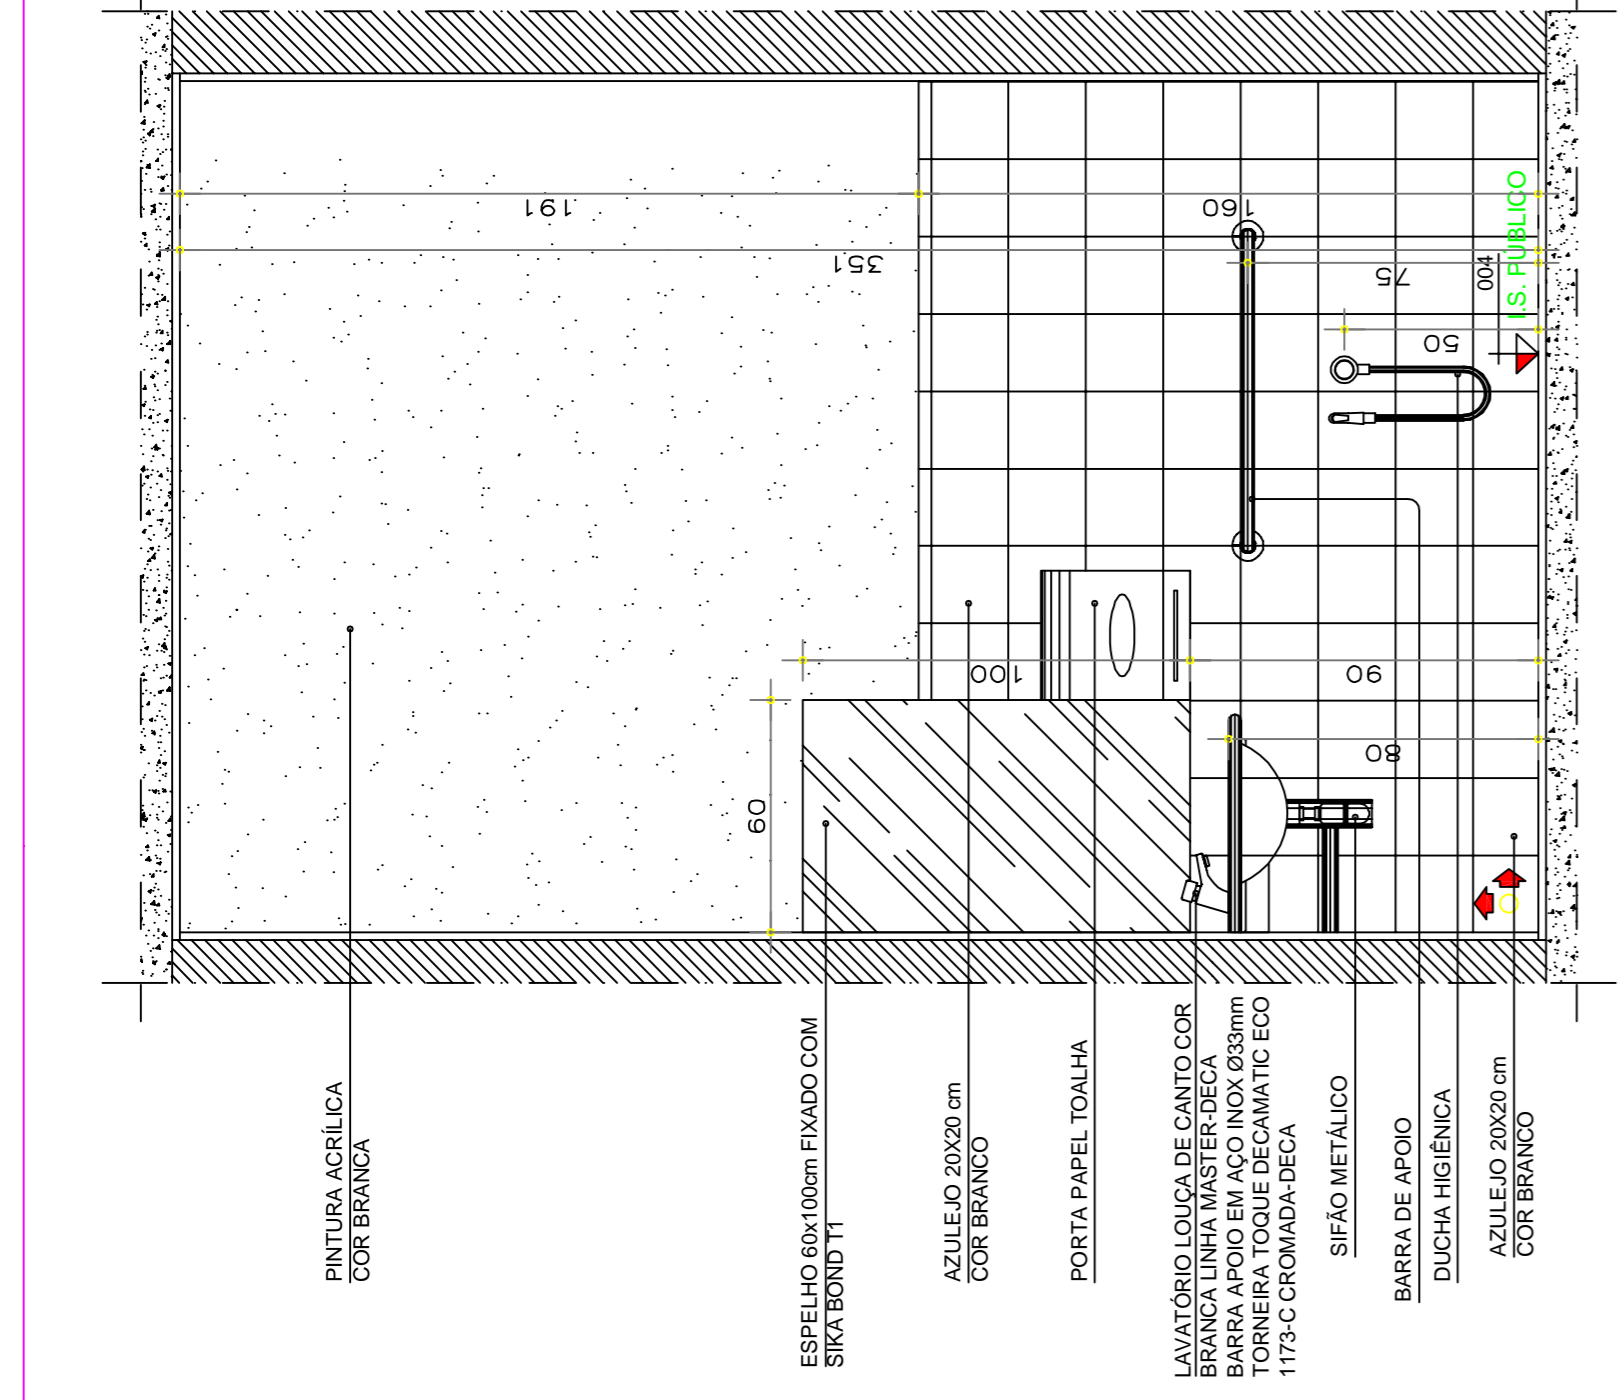 PINTURA ACRÍLICA
COR BRANCA
ESPELHO 60x100cm FIXADO COM
SIKA BOND T1
AZULEJO 20X20 cm
COR BRANCO
PORTA PAPEL TOALHA
LAVATÓRIO LOUÇA DE CANTO COR
BRANCA LINHA MASTER-DECA
BARRA APOIO EM AÇO INOX Ø33mm
TORNEIRA TOQUE DECAMATIC ECO
1173-C CROMADA-DECA
SIFÃO METÁLICO
BARRA DE APOIO
DUCHA HIGIÊNICA
AZULEJO 20X20 cm
COR BRANCO
191
351
160
75
50
100
90
80
60
004
I.S. PÚBLICO